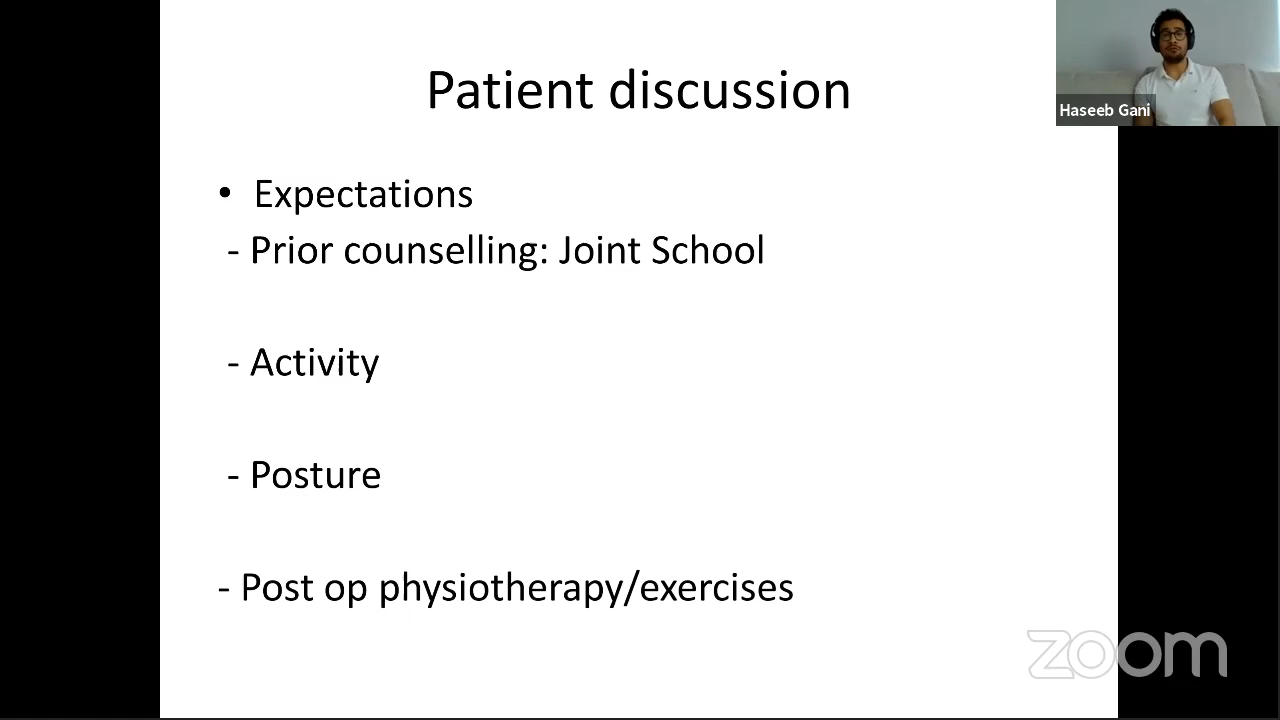 Patient discussion
Haseeb Gani
• Expectations
- Prior counselling: Joint School
- Activity
- Posture
- Post op physiotherapy/exercises
zoom